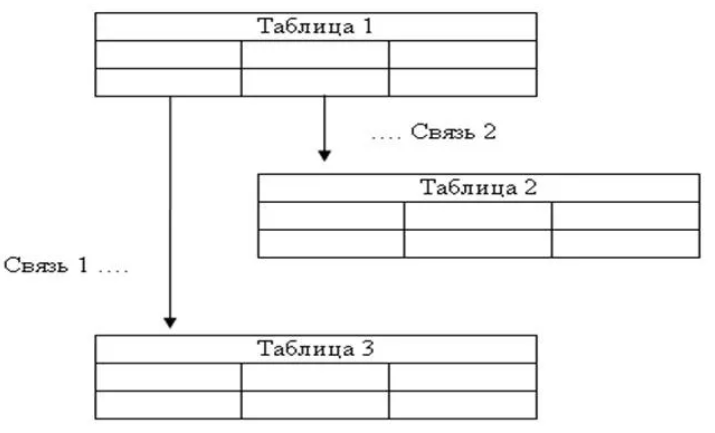 Таблица 1
.... Связь 2
Таблица 2
Связь 1 ....
Таблица 3